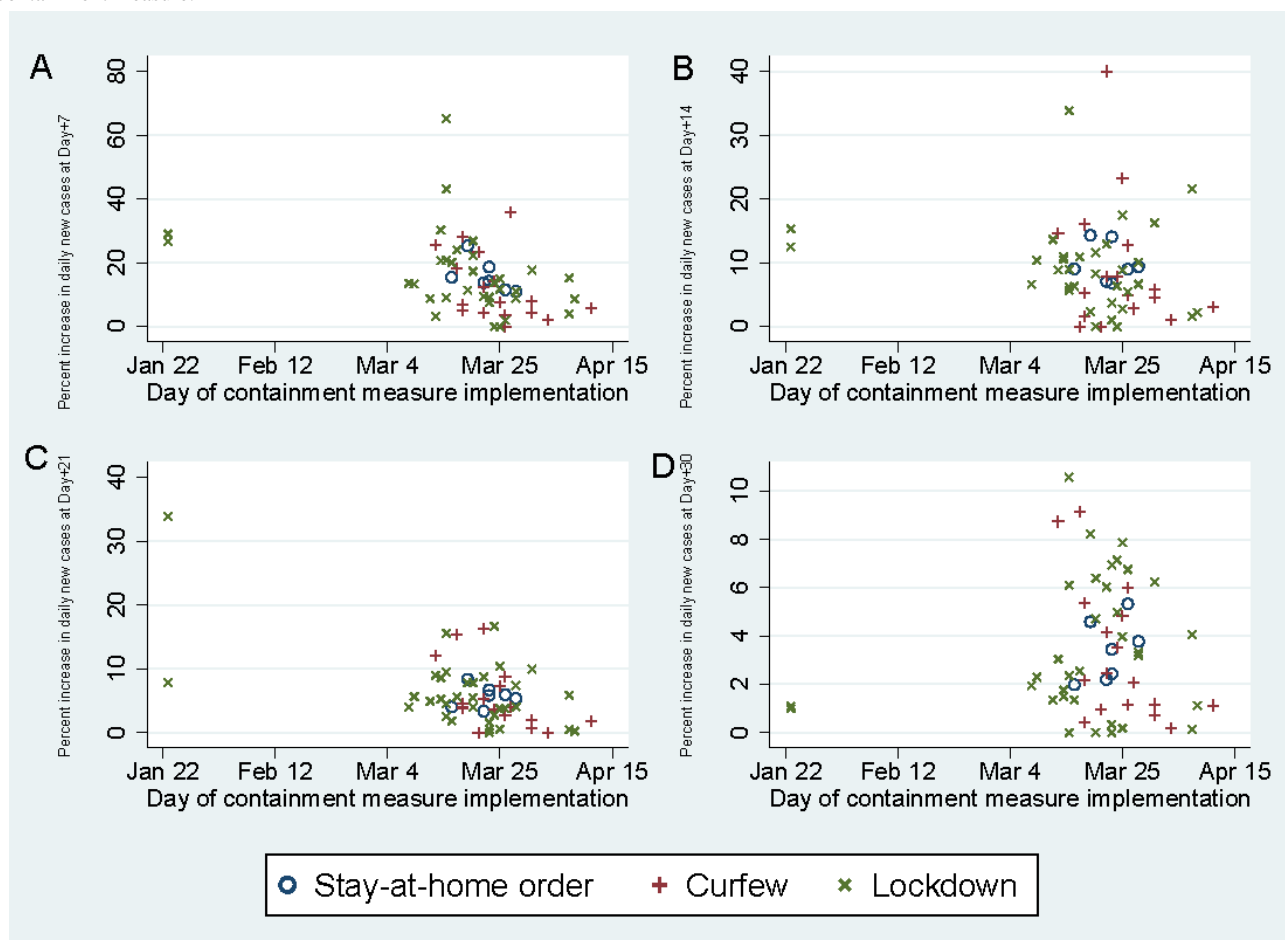 A
Percent increase in daily new cases at Day+7
80
60
40
20
0
Jan 22 Feb 12 Mar 4 Mar 25 Apr 15
Day of containment measure implementation
B
Percent increase in daily new cases at Day+14
40
30
20
10
0
Jan 22 Feb 12 Mar 4 Mar 25 Apr 15
Day of containment measure implementation
C
Percent increase in daily new cases at Day+21
40
30
20
10
0
Jan 22 Feb 12 Mar 4 Mar 25 Apr 15
Day of containment measure implementation
D
Percent increase in daily new cases at Day+30
10
8
6
4
2
0
Jan 22 Feb 12 Mar 4 Mar 25 Apr 15
Day of containment measure implementation
Stay-at-home order Curfew Lockdown